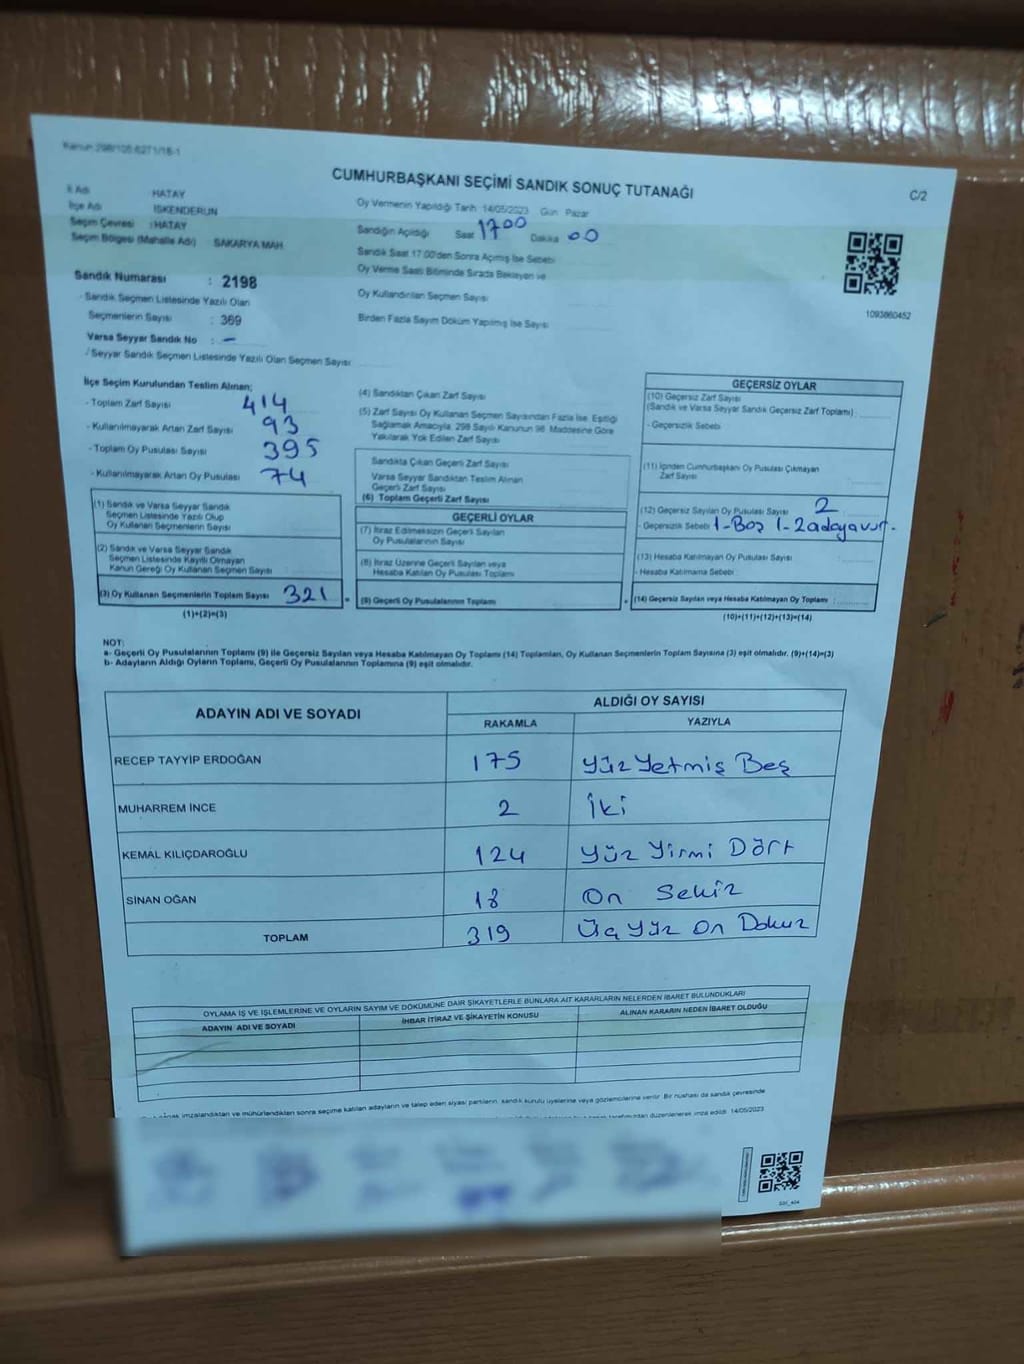 Kanun:298/105.6271/18-1
CUMHURBAŞKANI SEÇİMİ SANDIK SONUÇ TUTANAĞI
C/2
İl Adı HATAY
İlçe Adı İSKENDERUN
Seçim Çevresi : HATAY
Seçim Bölgesi (Mahalle Adı) SAKARYA MAH.
Oy Vermenin Yapıldığı Tarih 14/05/2023 Gün Pazar
Sandığın Açıldığı Saat 17 00 Dakika 00
Sandık Saat 17.00'den Sonra Açılmış İse Sebebi
Oy Verme Saati Bitiminde Sırada Bekleyen ve
Oy Kullandırılan Seçmen Sayısı
Birden Fazla Sayım Döküm Yapılmış İse Sayısı
1093860452
Sandık Numarası : 2198
- Sandık Seçmen Listesinde Yazılı Olan
Seçmenlerin Sayısı : 369
Varsa Seyyar Sandık No : -
- Seyyar Sandık Seçmen Listesinde Yazılı Olan Seçmen Sayısı
İlçe Seçim Kurulundan Teslim Alınan;
- Toplam Zarf Sayısı 414
- Kullanılmayarak Artan Zarf Sayısı 93
- Toplam Oy Pusulası Sayısı 395
- Kullanılmayarak Artan Oy Pusulası 74
(1) Sandık ve Varsa Seyyar Sandık
Seçmen Listesinde Yazılı Olup
Oy Kullanan Seçmenlerin Sayısı
(2) Sandık ve Varsa Seyyar Sandık
Seçmen Listesinde Kayıtlı Olmayan
Kanun Gereği Oy Kullanan Seçmen Sayısı
(3) Oy Kullanan Seçmenlerin Toplam Sayısı 321
(1)+(2)=(3)
(4) Sandıktan Çıkan Zarf Sayısı
(5) Zarf Sayısı Oy Kullanan Seçmen Sayısından Fazla İse, Eşitliği
Sağlamak Amacıyla, 298 Sayılı Kanunun 98. Maddesine Göre
Yakılarak Yok Edilen Zarf Sayısı
Sandıkta Çıkan Geçerli Zarf Sayısı
Varsa Seyyar Sandıktan Teslim Alınan
Geçerli Zarf Sayısı
(6) Toplam Geçerli Zarf Sayısı
GEÇERLİ OYLAR
(7) İtiraz Edilmeksizin Geçerli Sayılan
Oy Pusulalarının Sayısı
(8) İtiraz Üzerine Geçerli Sayılan veya
Hesaba Katılan Oy Pusulası Toplamı
= (9) Geçerli Oy Pusulalarının Toplamı
GEÇERSİZ OYLAR
(10) Geçersiz Zarf Sayısı
(Sandık ve Varsa Seyyar Sandık Geçersiz Zarf Toplamı)
- Geçersizlik Sebebi
(11) İçinden Cumhurbaşkanı Oy Pusulası Çıkmayan
Zarf Sayısı
(12) Geçersiz Sayılan Oy Pusulası Sayısı 2
- Geçersizlik Sebebi 1-Boş 1-2 adaya vur.
(13) Hesaba Katılmayan Oy Pusulası Sayısı
- Hesaba Katılmama Sebebi
+ (14) Geçersiz Sayılan veya Hesaba Katılmayan Oy Toplamı
(10)+(11)+(12)+(13)=(14)
NOT:
a- Geçerli Oy Pusulalarının Toplamı (9) ile Geçersiz Sayılan veya Hesaba Katılmayan Oy Toplamı (14) Toplamları, Oy Kullanan Seçmenlerin Toplam Sayısına (3) eşit olmalıdır. (9)+(14)=(3)
b- Adayların Aldığı Oyların Toplamı, Geçerli Oy Pusulalarının Toplamına (9) eşit olmalıdır.
ADAYIN ADI VE SOYADI
ALDIĞI OY SAYISI
RAKAMLA YAZIYLA
RECEP TAYYİP ERDOĞAN 175 Yüz Yetmiş Beş
MUHARREM İNCE 2 İki
KEMAL KILIÇDAROĞLU 124 Yüz Yirmi Dört
SİNAN OĞAN 18 On Sekiz
TOPLAM 319 Üç Yüz On Dokuz
OYLAMA İŞ VE İŞLEMLERİNE VE OYLARIN SAYIM VE DÖKÜMÜNE DAİR ŞİKAYETLERLE BUNLARA AİT KARARLARIN NELERDEN İBARET BULUNDUKLARI
ADAYIN ADI VE SOYADI
İHBAR İTİRAZ VE ŞİKAYETİN KONUSU
ALINAN KARARIN NEDEN İBARET OLDUĞU
imzalandıktan ve mühürlendikten sonra seçime katılan adayların ve talep eden siyasi partilerin, sandık kurulu üyelerine veya gözlemcilerine verilir. Bir nüshası da sandık çevresinde
tarafımızdan düzenlenerek imza edildi. 14/05/2023